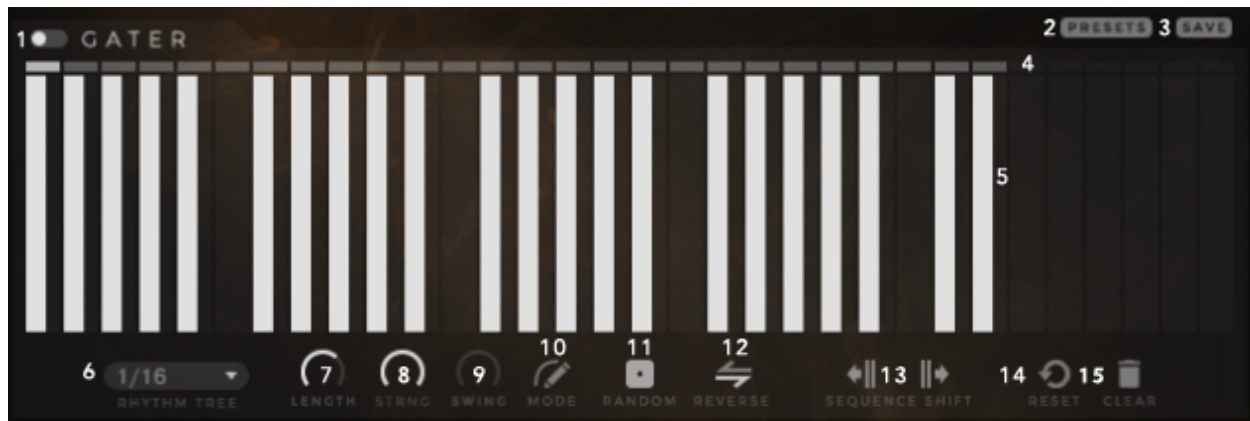 1 GATER 2 PRESETS 3 SAVE
4
5
10 11 12
6 1/16 7 8 9 13 14 15
RHYTHM TREE LENGTH STRNG SWING MODE RANDOM REVERSE SEQUENCE SHIFT RESET CLEAR